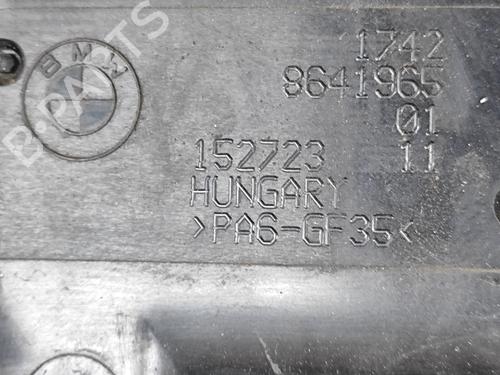 BMW
B.PARTS
1742
8641965
01
152723 11
HUNGARY
>PA6-GF35<